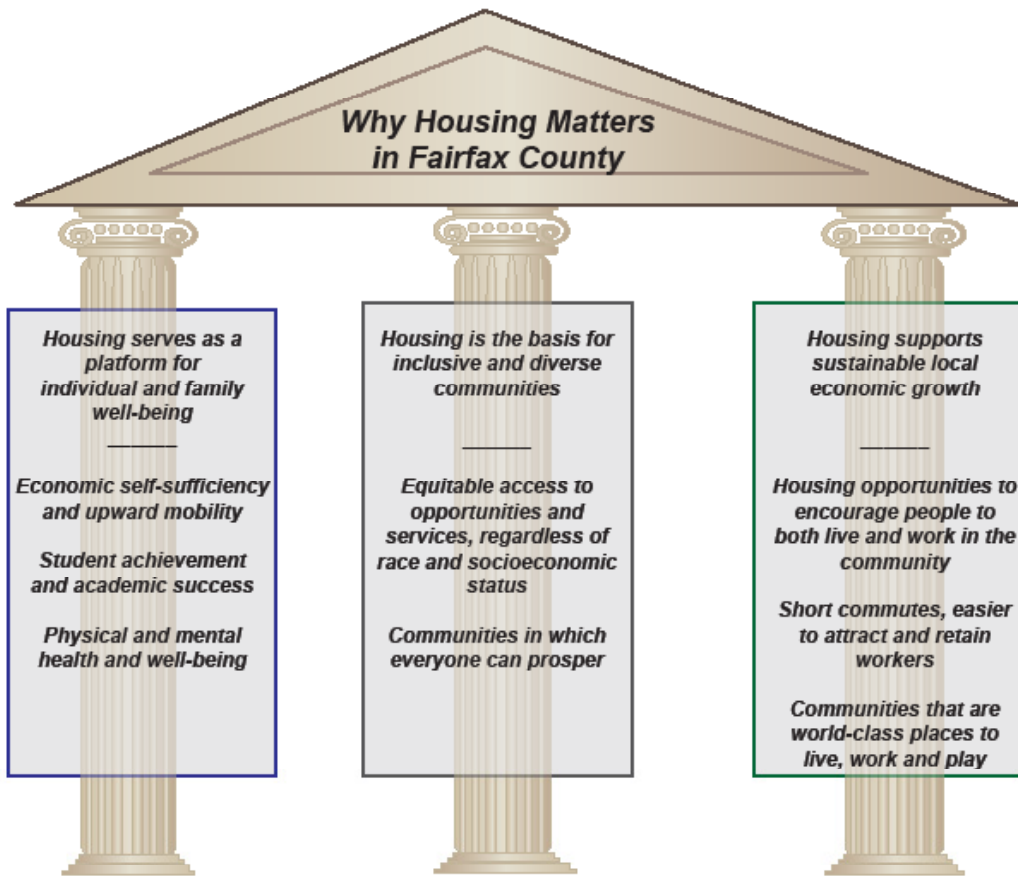 Why Housing Matters
in Fairfax County
Housing serves as a
platform for
individual and family
well-being
Economic self-sufficiency
and upward mobility
Student achievement
and academic success
Physical and mental
health and well-being
Housing is the basis for
inclusive and diverse
communities
Equitable access to
opportunities and
services, regardless of
race and socioeconomic
status
Communities in which
everyone can prosper
Housing supports
sustainable local
economic growth
Housing opportunities to
encourage people to
both live and work in the
community
Short commutes, easier
to attract and retain
workers
Communities that are
world-class places to
live, work and play